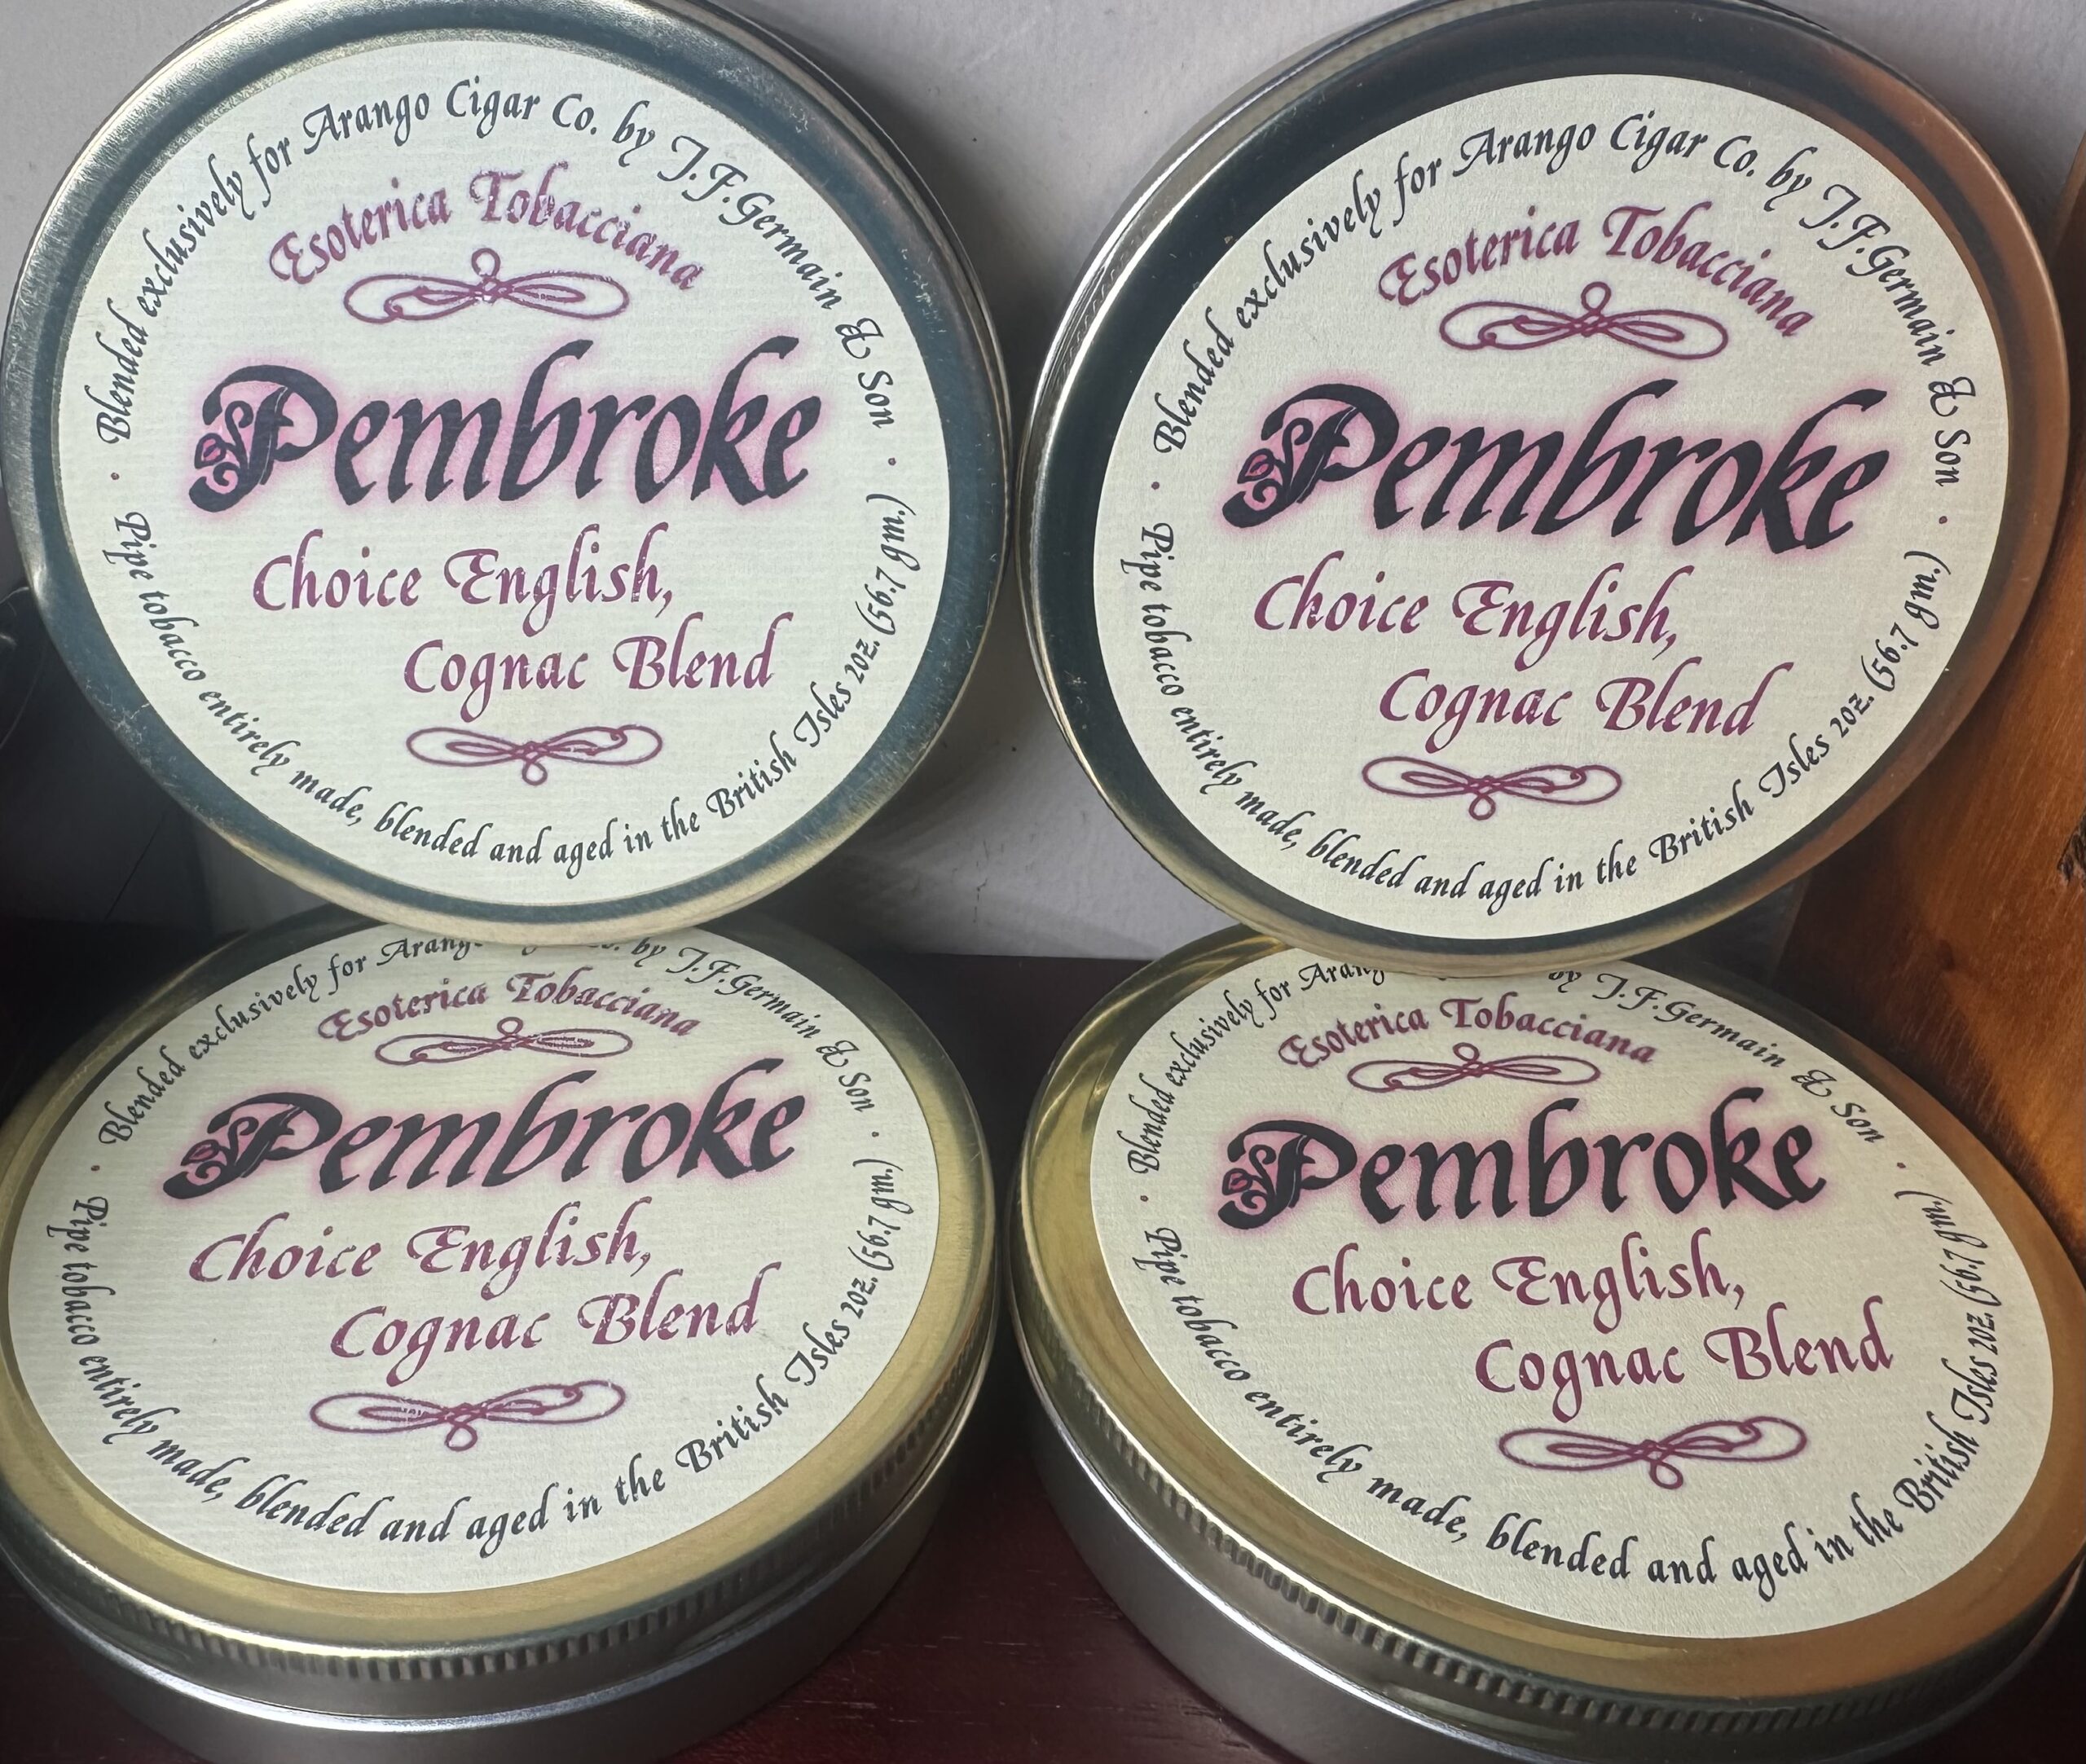 Blended exclusively for Arango Cigar Co. by J.F.Germain & Son
Esoterica Tobacciana
Pembroke
Choice English,
Cognac Blend
Pipe tobacco entirely made, blended and aged in the British Isles 2oz. (56.7 gm.)
Blended exclusively for Arango Cigar Co. by J.F.Germain & Son
Esoterica Tobacciana
Pembroke
Choice English,
Cognac Blend
Pipe tobacco entirely made, blended and aged in the British Isles 2oz. (56.7 gm.)
Blended exclusively for Arang Co. by J.F.Germain & Son
Esoterica Tobacciana
Pembroke
Choice English,
Cognac Blend
Pipe tobacco entirely made, blended and aged in the British Isles 2oz. (56.7 gm.)
Blended exclusively for Arang by J.F.Germain & Son
Esoterica Tobacciana
Pembroke
Choice English,
Cognac Blend
Pipe tobacco entirely made, blended and aged in the British Isles 2oz. (56.7 gm.)